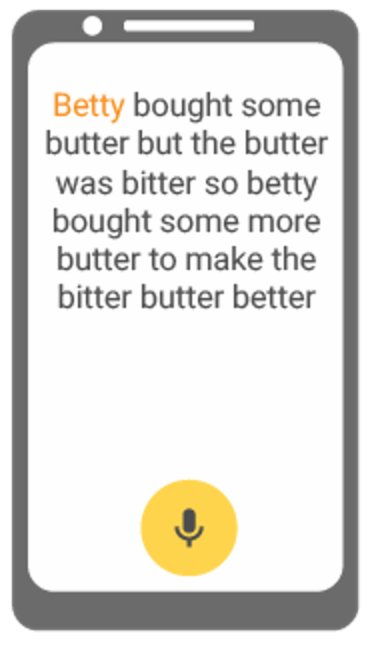 Betty bought some
butter but the butter
was bitter so betty
bought some more
butter to make the
bitter butter better